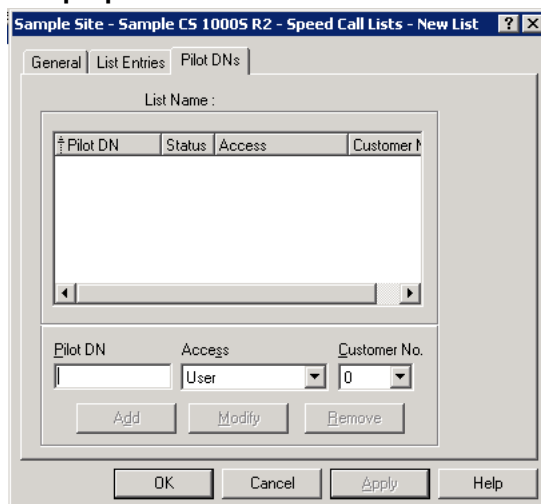 Sample Site - Sample CS 1000S R2 - Speed Call Lists - New List
General List Entries Pilot DNs
List Name :
Pilot DN Status Access Customer N
Pilot DN Access Customer No.
User 0
Add Modify Remove
OK Cancel Apply Help